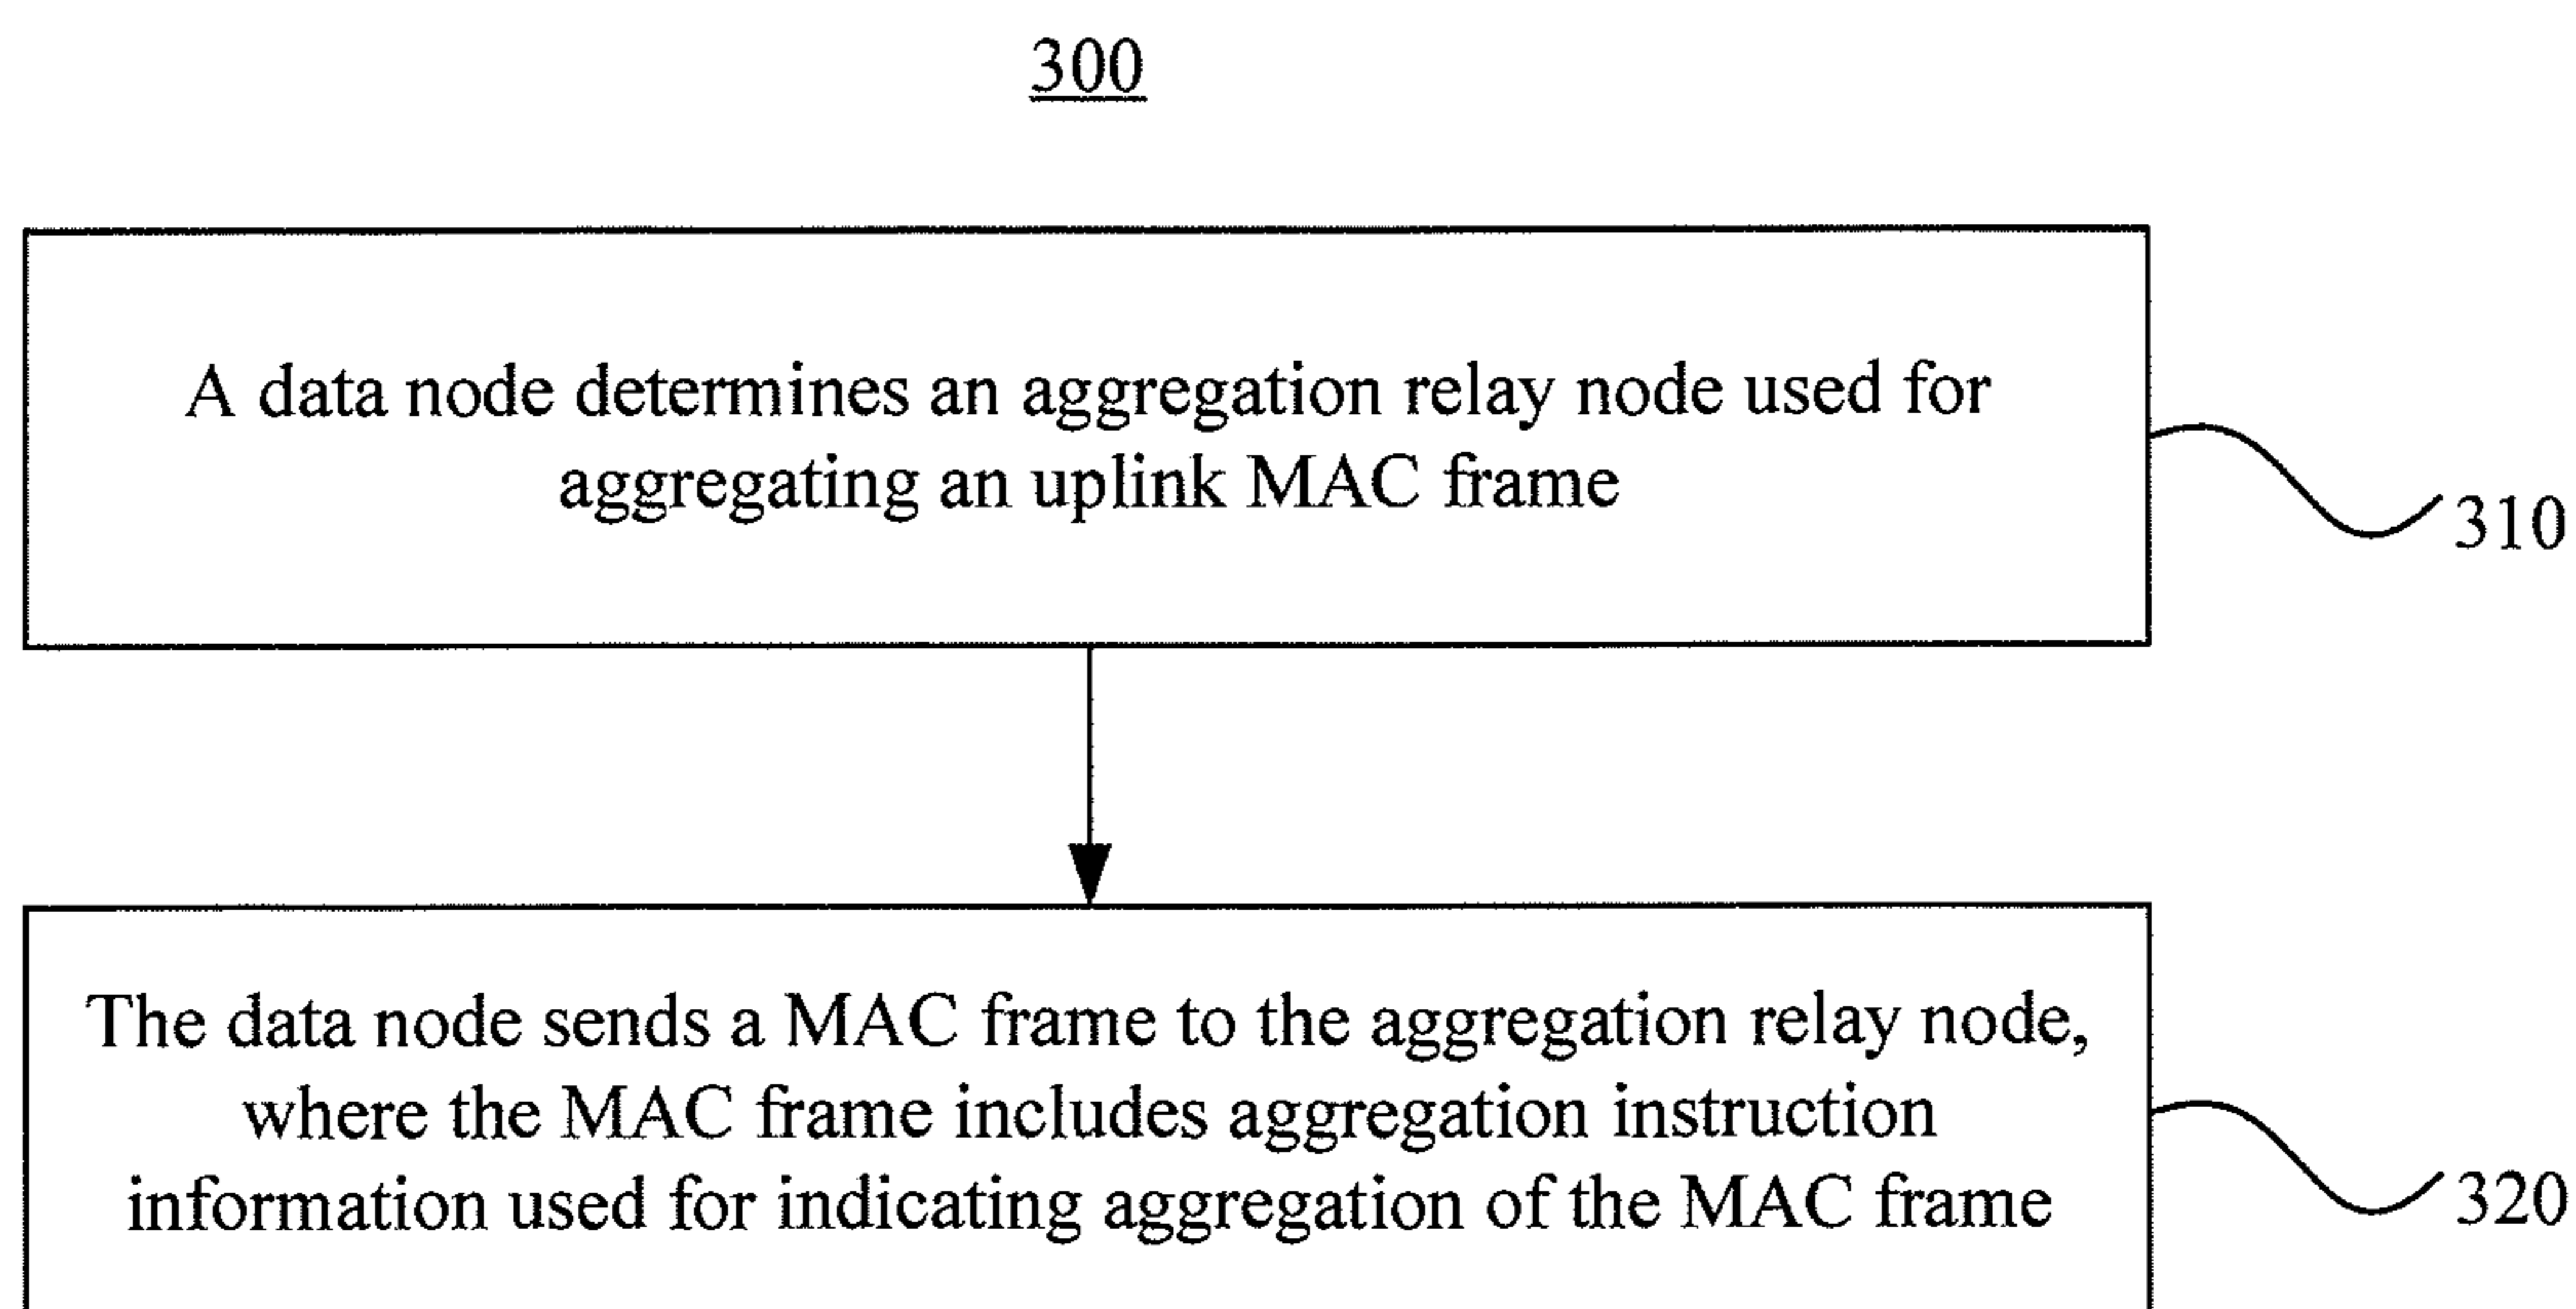 300
A data node determines an aggregation relay node used for
aggregating an uplink MAC frame
310
The data node sends a MAC frame to the aggregation relay node,
where the MAC frame includes aggregation instruction
information used for indicating aggregation of the MAC frame
320